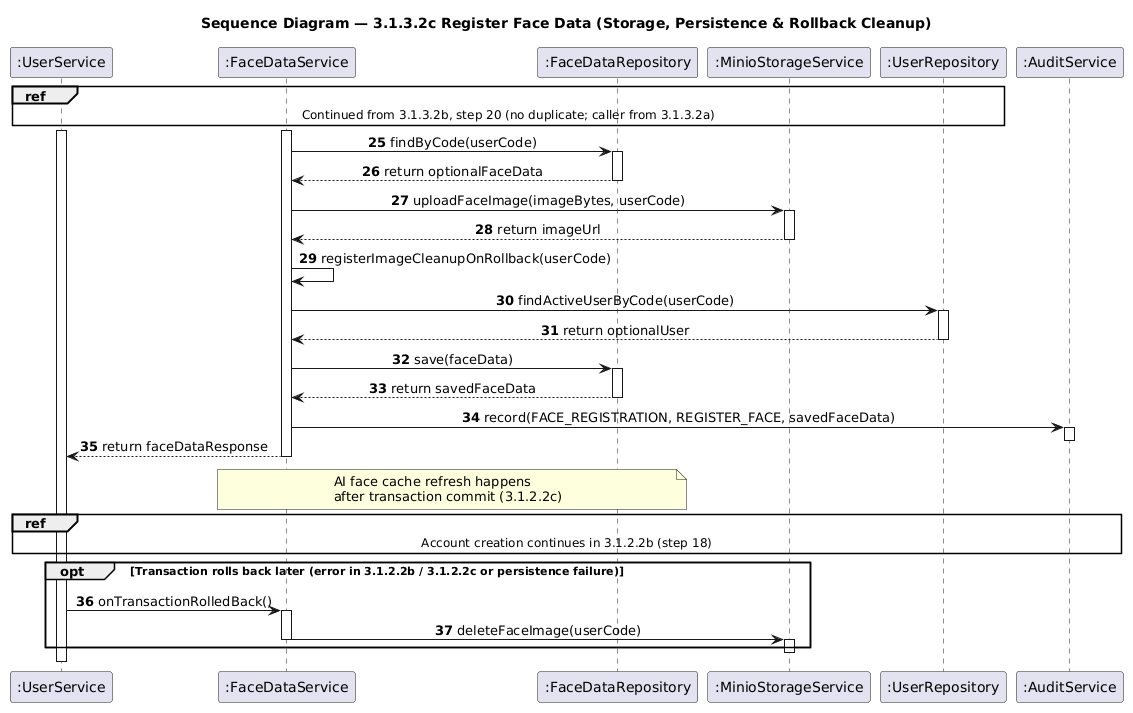 Sequence Diagram — 3.1.3.2c Register Face Data (Storage, Persistence & Rollback Cleanup)
:UserService
:FaceDataService
:FaceDataRepository
:MinioStorageService
:UserRepository
:AuditService
ref
Continued from 3.1.3.2b, step 20 (no duplicate; caller from 3.1.3.2a)
25 findByCode(userCode)
26 return optionalFaceData
27 uploadFaceImage(imageBytes, userCode)
28 return imageUrl
29 registerImageCleanupOnRollback(userCode)
30 findActiveUserByCode(userCode)
31 return optionalUser
32 save(faceData)
33 return savedFaceData
34 record(FACE_REGISTRATION, REGISTER_FACE, savedFaceData)
35 return faceDataResponse
AI face cache refresh happens
after transaction commit (3.1.2.2c)
ref
Account creation continues in 3.1.2.2b (step 18)
opt [Transaction rolls back later (error in 3.1.2.2b / 3.1.2.2c or persistence failure)]
36 onTransactionRolledBack()
37 deleteFaceImage(userCode)
:UserService
:FaceDataService
:FaceDataRepository
:MinioStorageService
:UserRepository
:AuditService